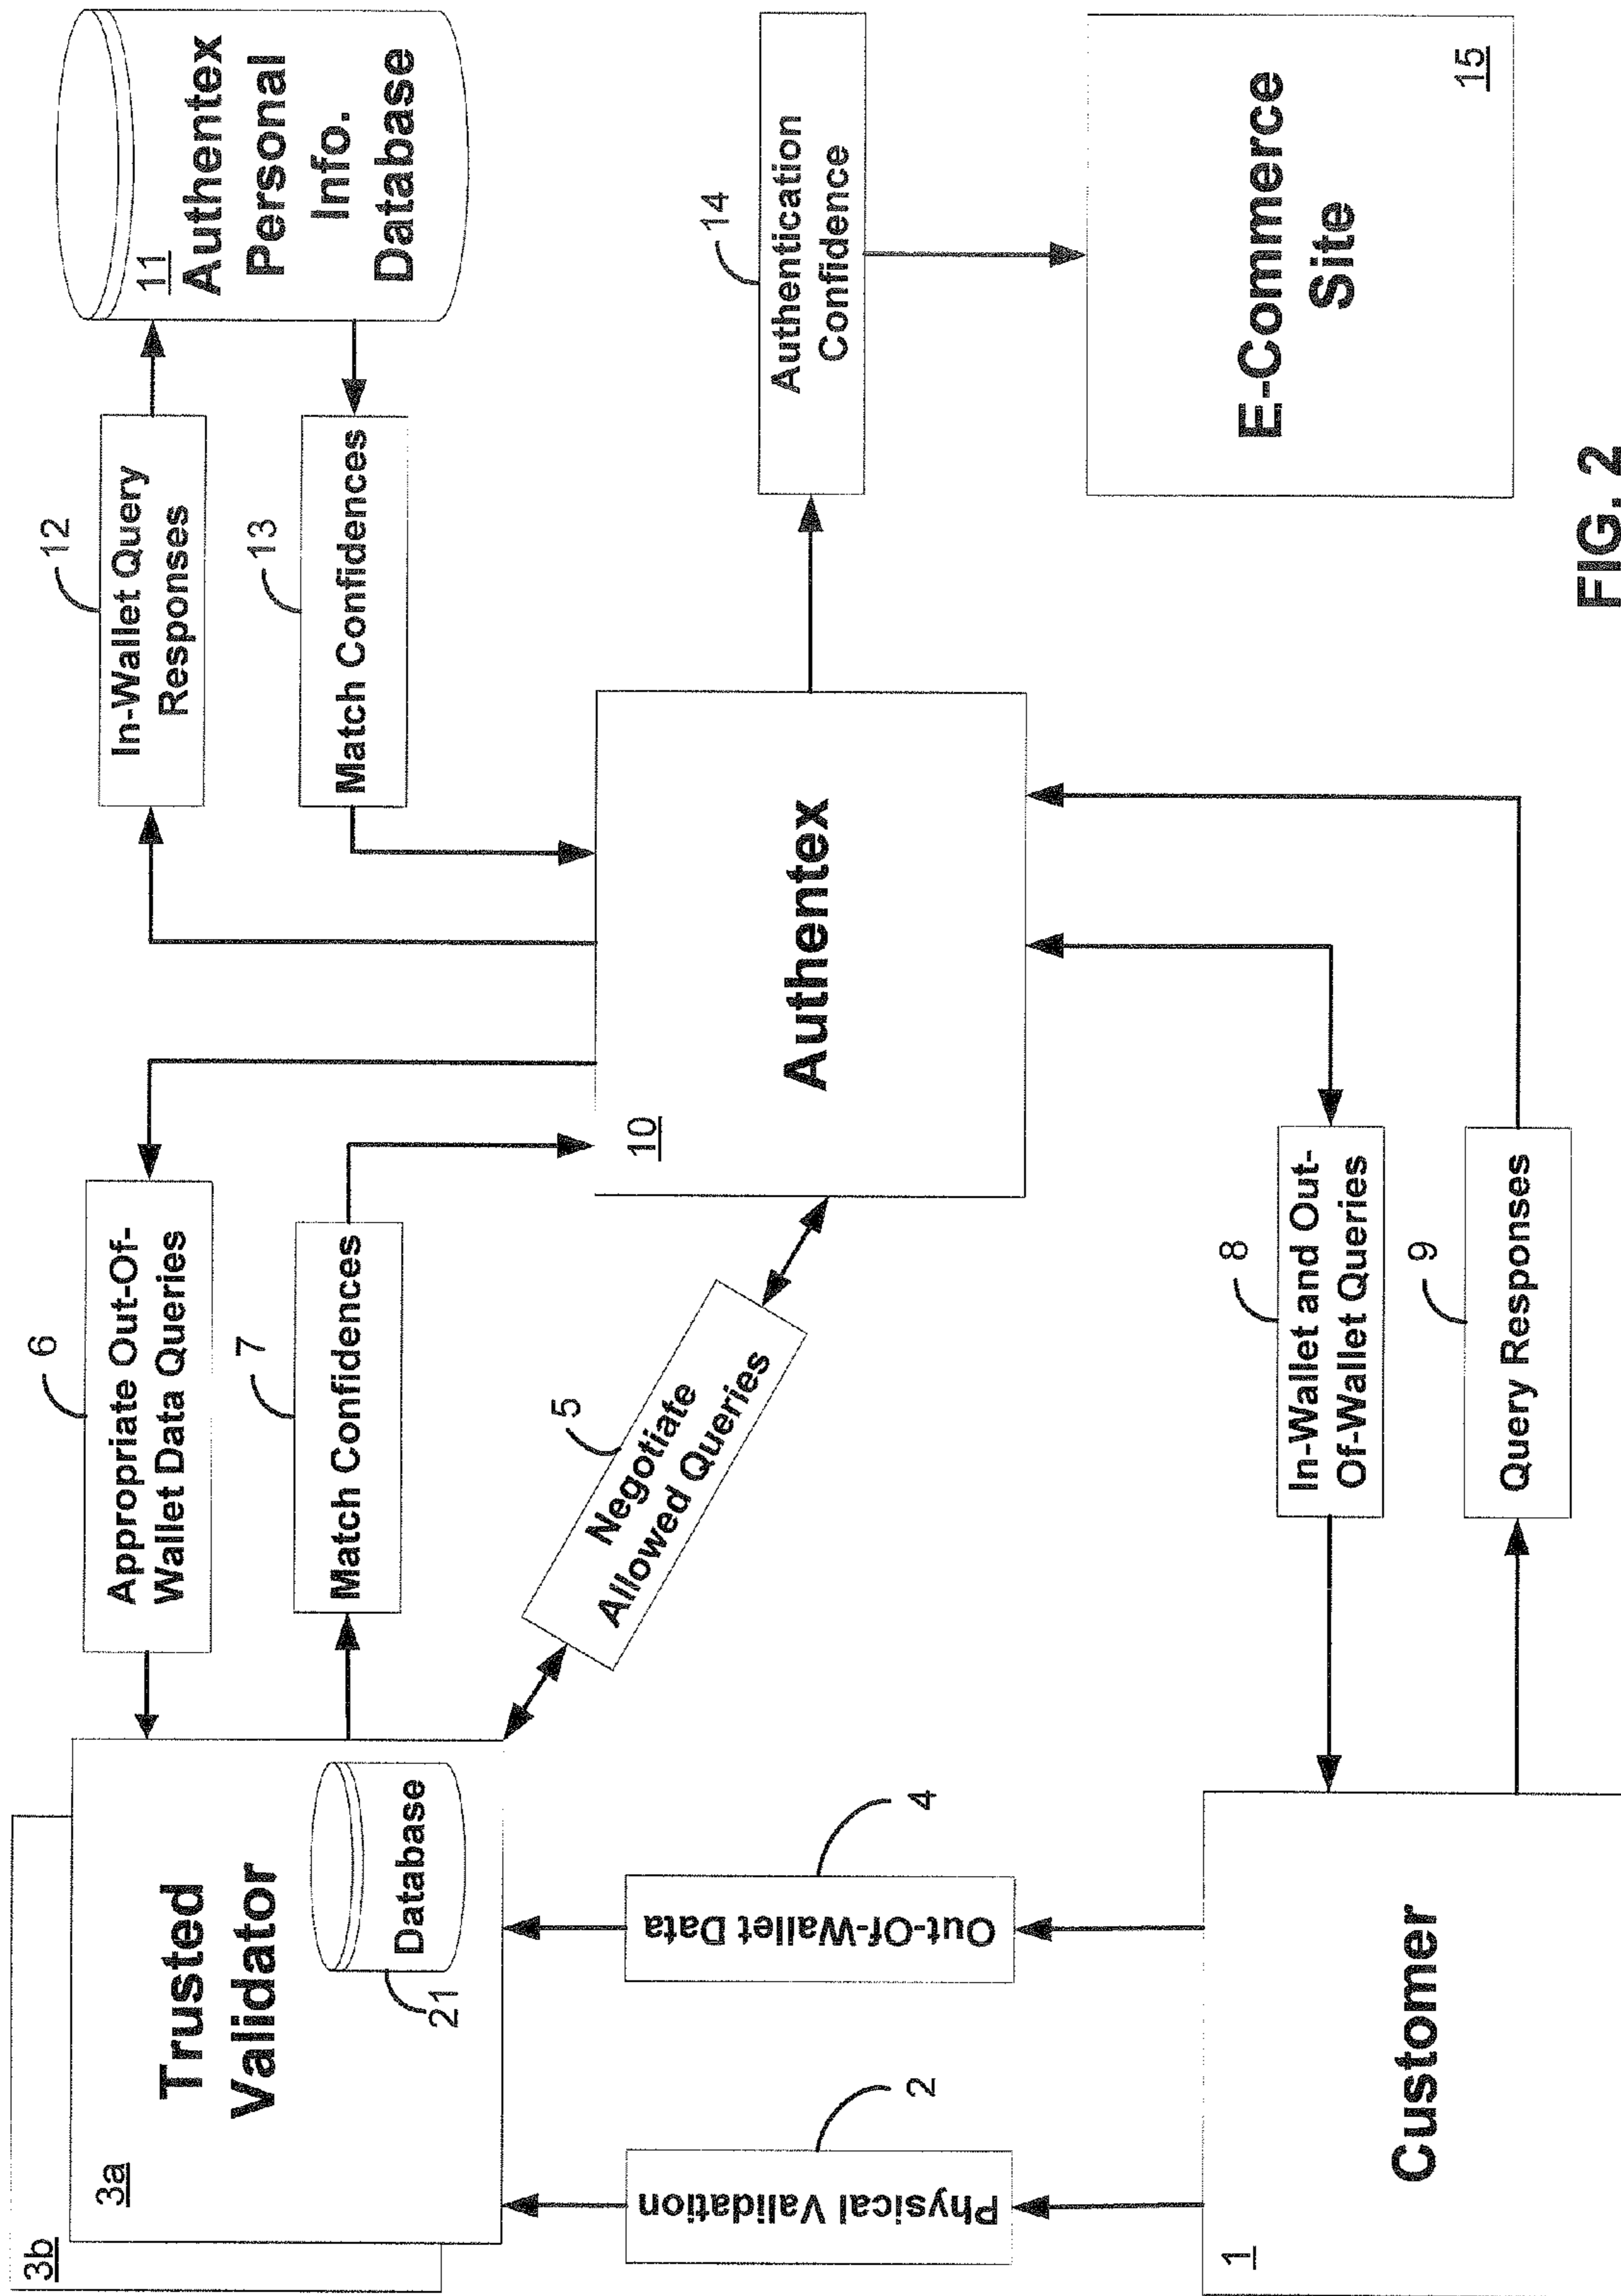 3b
3a
Trusted
Validator
Database
21
6
Appropriate Out-Of-
Wallet Data Queries
7
Match Confidences
5
Negotiate
Allowed Queries
12
In-Wallet Query
Responses
13
Match Confidences
11
Authentex
Personal
Info.
Database
2
Physical Validation
4
Out-Of-Wallet Data
10
Authentex
14
Authentication
Confidence
1
Customer
8
In-Wallet and Out-
Of-Wallet Queries
9
Query Responses
E-Commerce
Site
15
FIG. 2